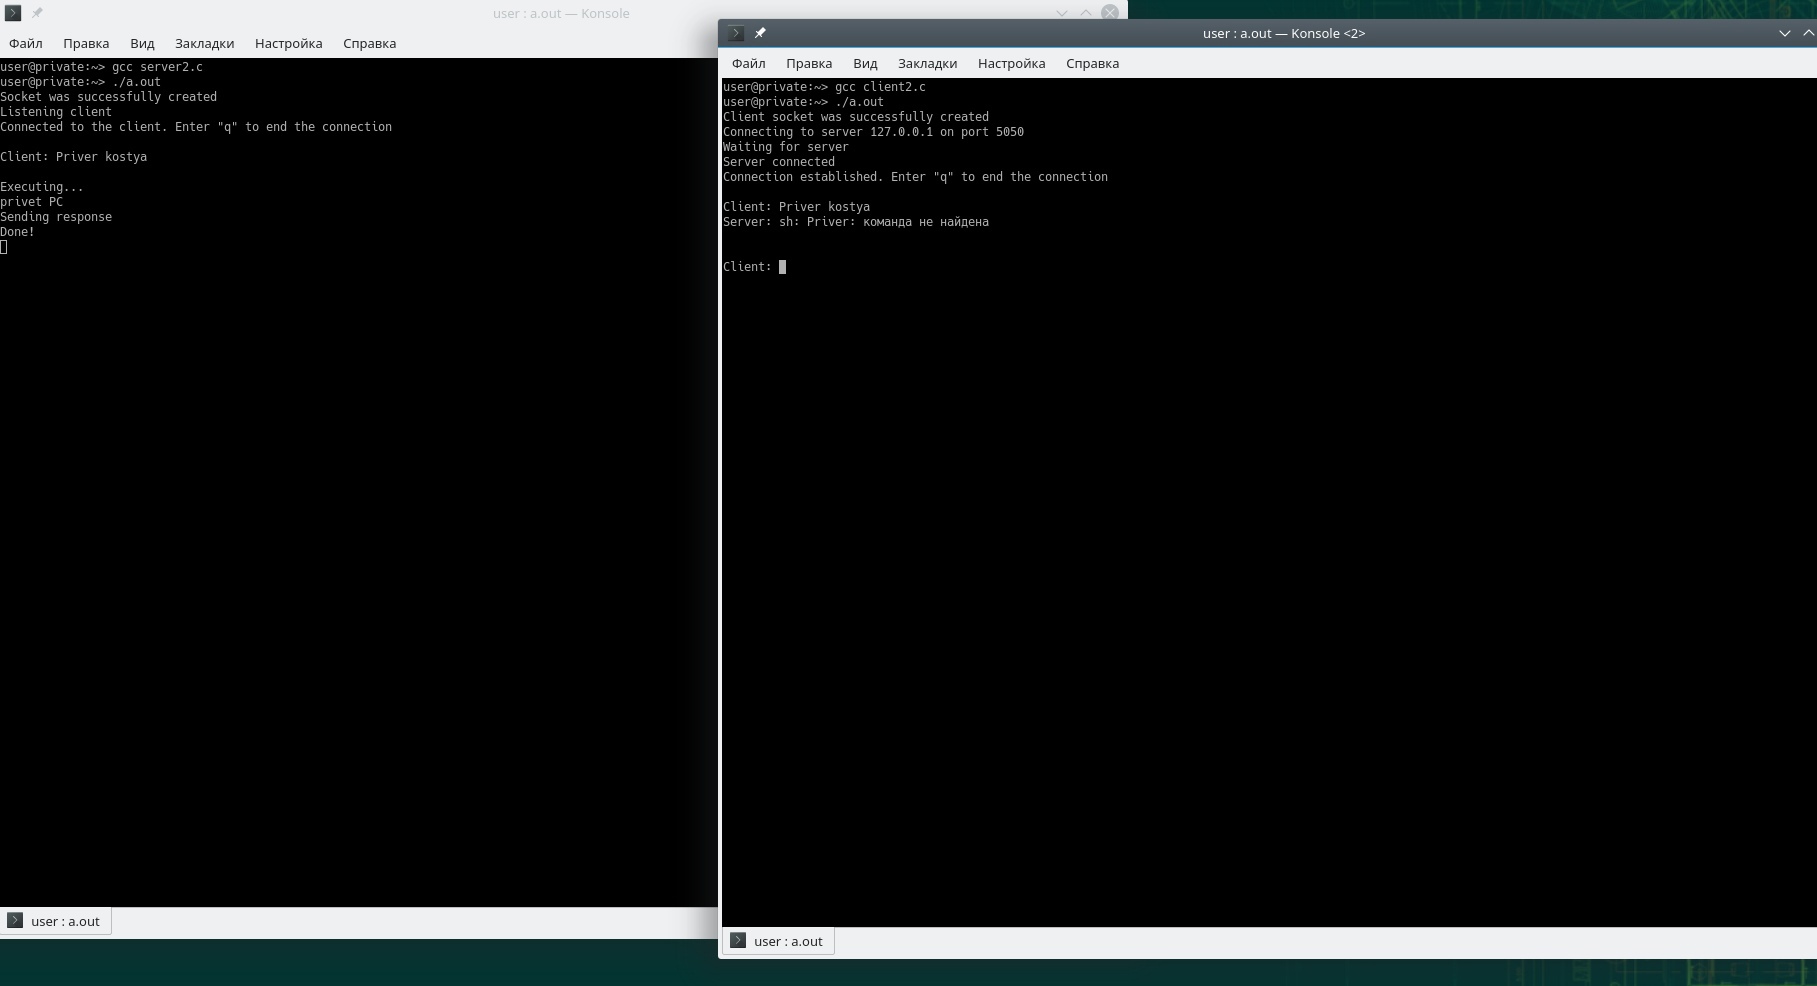 user : a.out — Konsole
Файл Правка Вид Закладки Настройка Справка
user@private:~> gcc server2.c
user@private:~> ./a.out
Socket was successfully created
Listening client
Connected to the client. Enter "q" to end the connection
Client: Priver kostya
Executing...
privet PC
Sending response
Done!
user : a.out
user : a.out — Konsole <2>
Файл Правка Вид Закладки Настройка Справка
user@private:~> gcc client2.c
user@private:~> ./a.out
Client socket was successfully created
Connecting to server 127.0.0.1 on port 5050
Waiting for server
Server connected
Connection established. Enter "q" to end the connection
Client: Priver kostya
Server: sh: Priver: команда не найдена
Client:
user : a.out